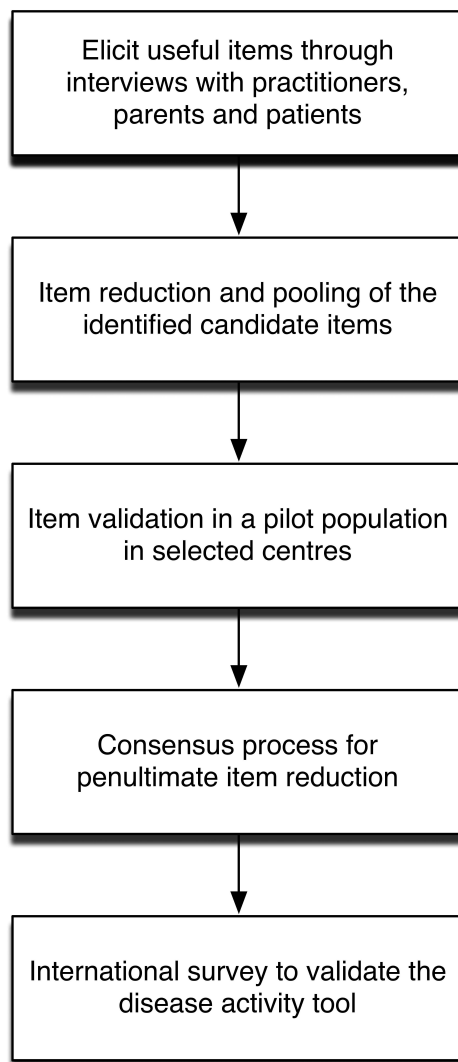 Elicit useful items through
interviews with practitioners,
parents and patients
Item reduction and pooling of the
identified candidate items
Item validation in a pilot population
in selected centres
Consensus process for
penultimate item reduction
International survey to validate the
disease activity tool